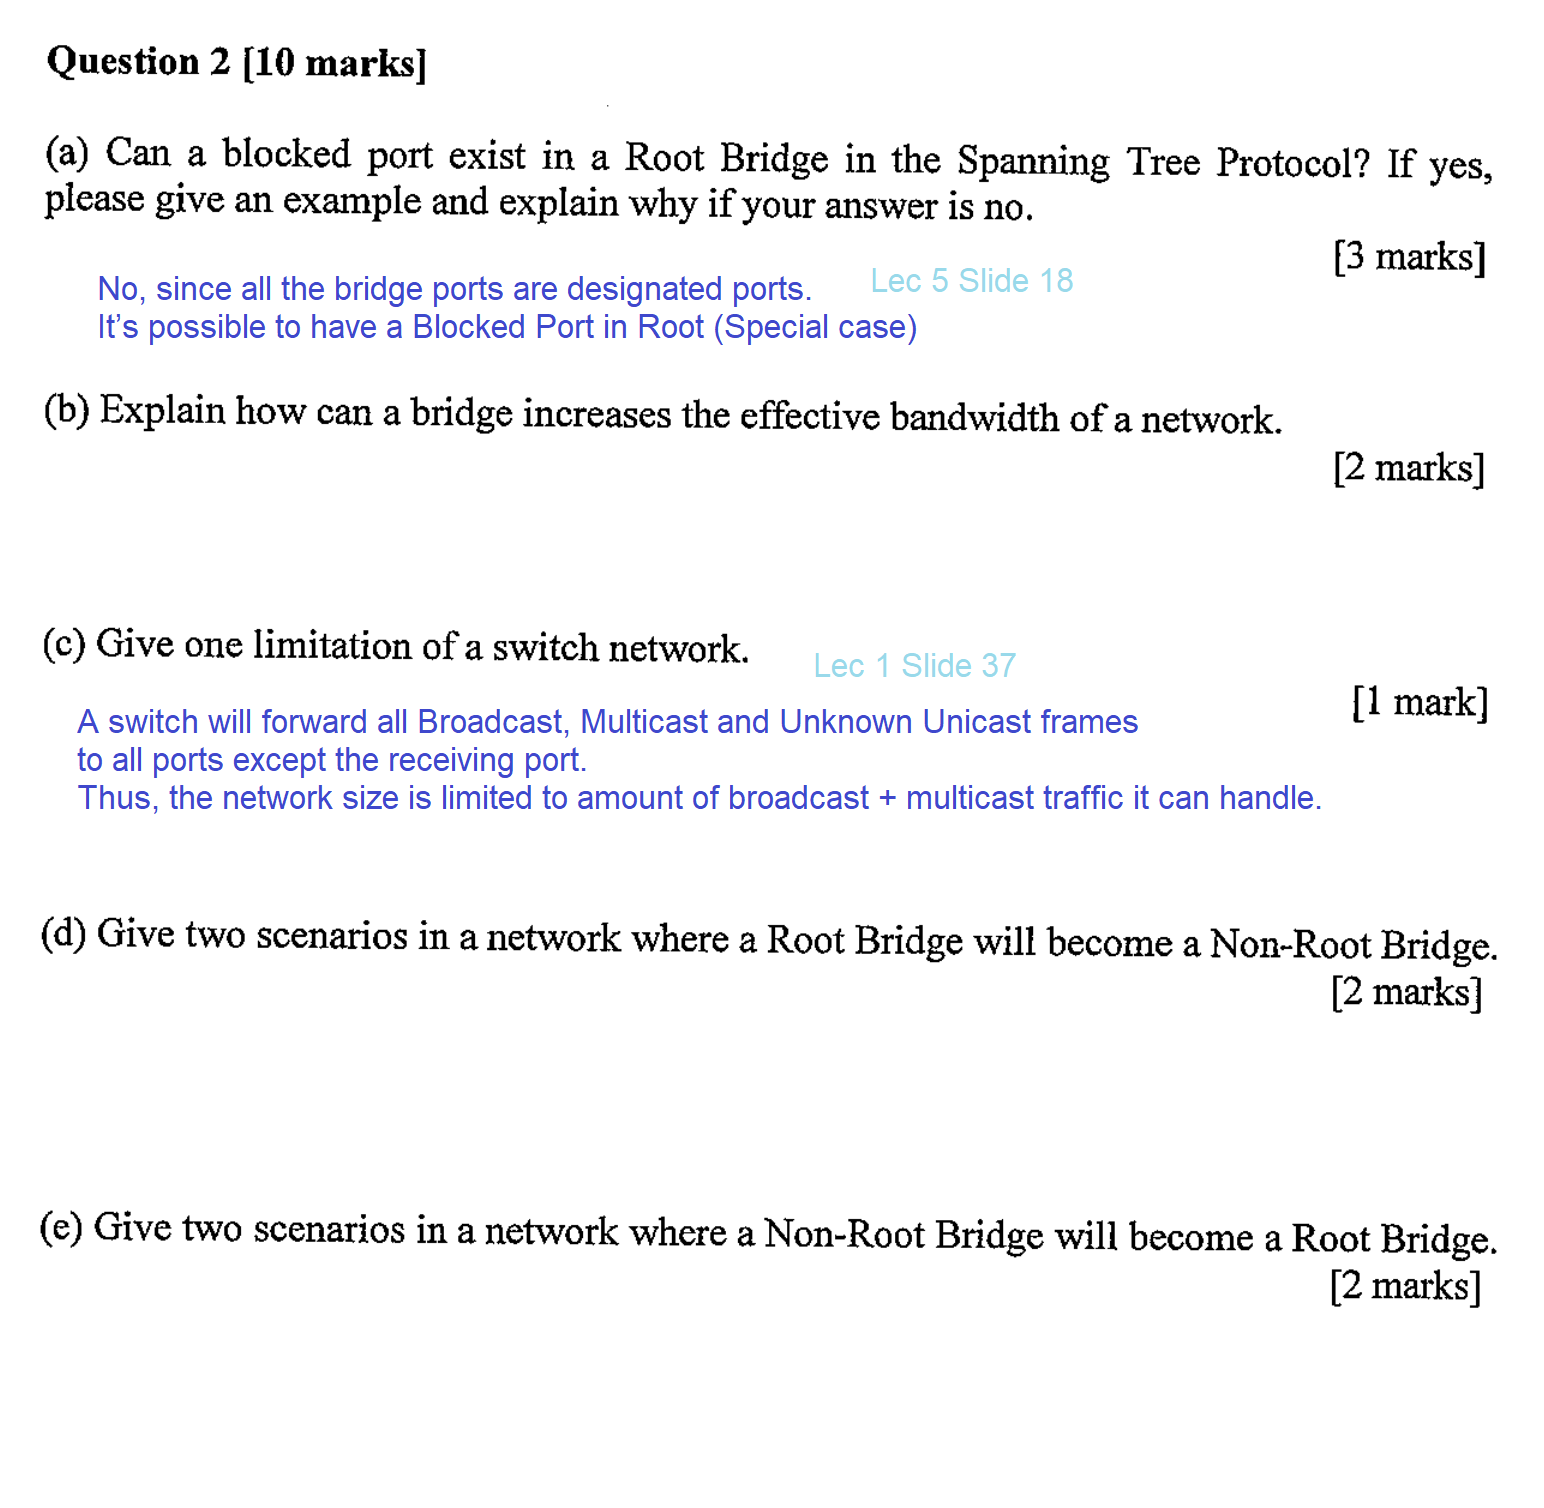 Question 2 [10 marks]
(a) Can a blocked port exist in a Root Bridge in the Spanning Tree Protocol? If yes,
please give an example and explain why if your answer is no.
[3 marks]
No, since all the bridge ports are designated ports. Lec 5 Slide 18
It’s possible to have a Blocked Port in Root (Special case)
(b) Explain how can a bridge increases the effective bandwidth of a network.
[2 marks]
(c) Give one limitation of a switch network.
Lec 1 Slide 37
[1 mark]
A switch will forward all Broadcast, Multicast and Unknown Unicast frames
to all ports except the receiving port.
Thus, the network size is limited to amount of broadcast + multicast traffic it can handle.
(d) Give two scenarios in a network where a Root Bridge will become a Non-Root Bridge.
[2 marks]
(e) Give two scenarios in a network where a Non-Root Bridge will become a Root Bridge.
[2 marks]